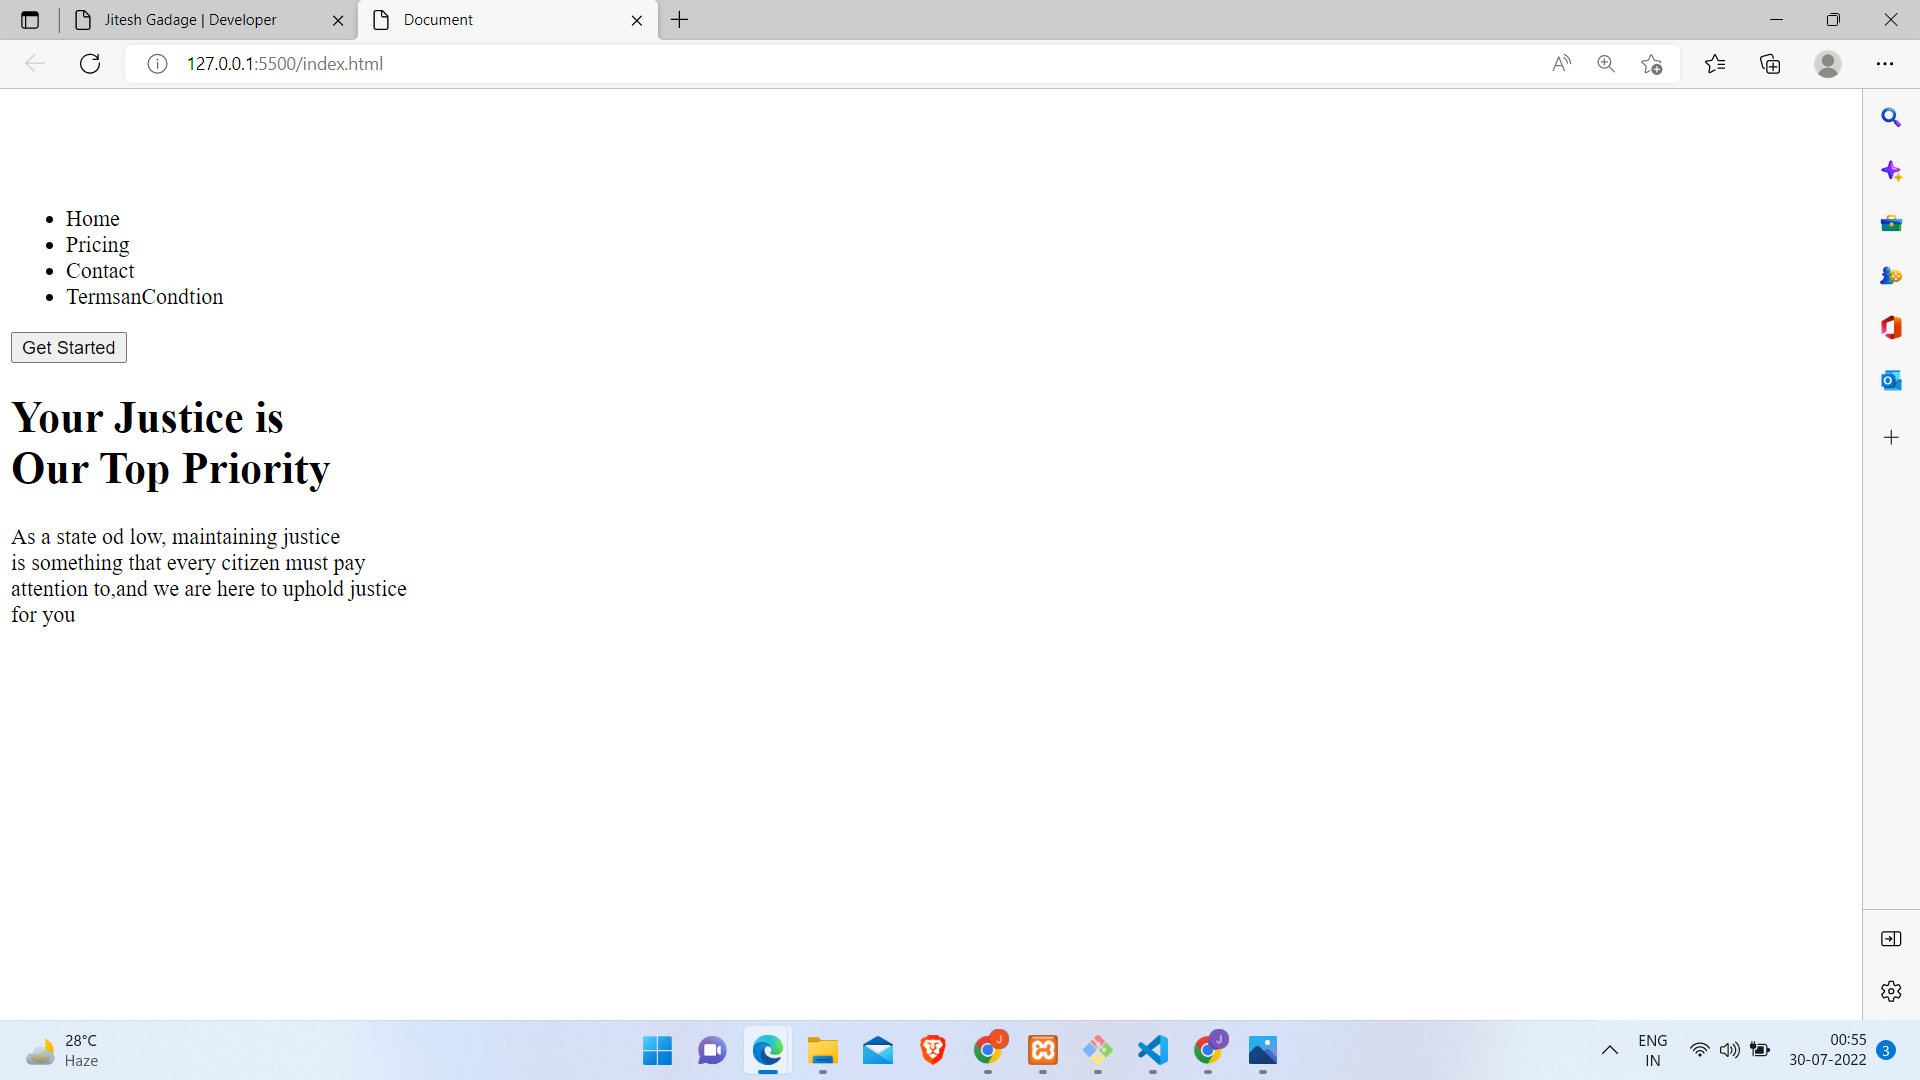 Jitesh Gadage | Developer
Document
127.0.0.1:5500/index.html
Home
Pricing
Contact
TermsanCondtion
Get Started
Your Justice is
Our Top Priority
As a state od low, maintaining justice
is something that every citizen must pay
attention to,and we are here to uphold justice
for you
28°C
Haze
J
J
ENG
IN
00:55
30-07-2022
3